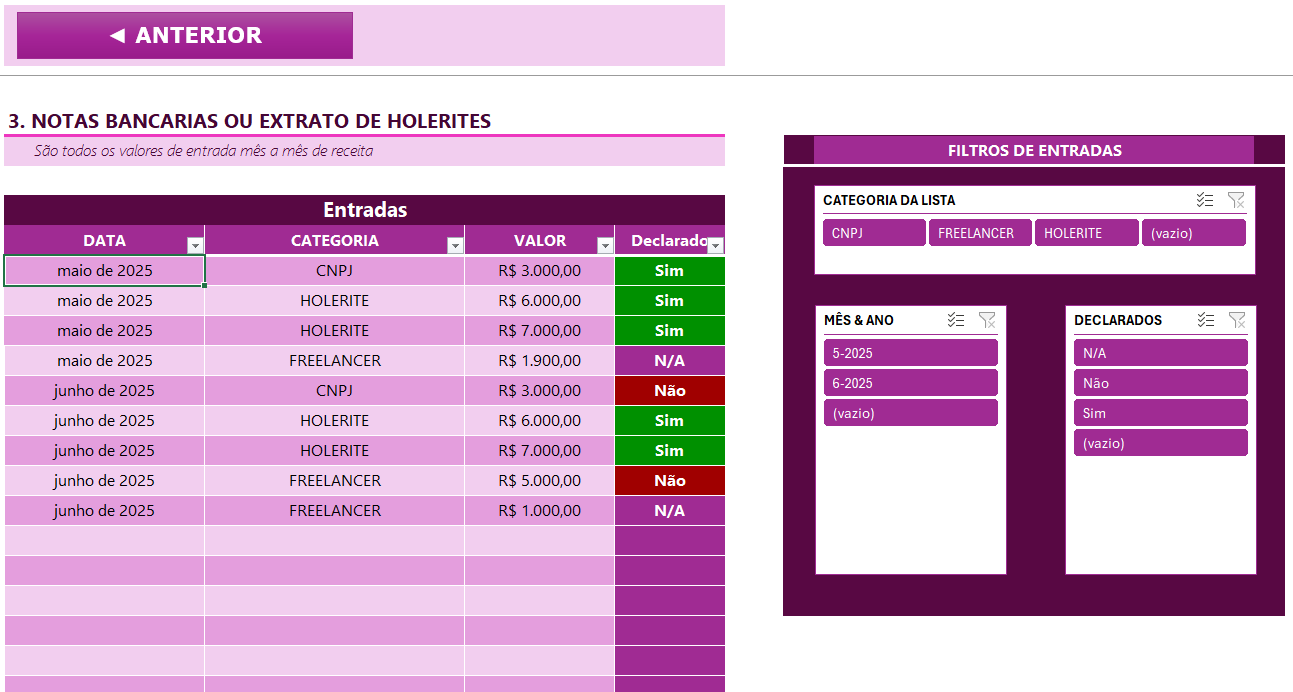 ◄ ANTERIOR
3. NOTAS BANCARIAS OU EXTRATO DE HOLERITES
São todos os valores de entrada mês a mês de receita
Entradas
DATA CATEGORIA VALOR Declarado
maio de 2025 CNPJ R$ 3.000,00 Sim
maio de 2025 HOLERITE R$ 6.000,00 Sim
maio de 2025 HOLERITE R$ 7.000,00 Sim
maio de 2025 FREELANCER R$ 1.900,00 N/A
junho de 2025 CNPJ R$ 3.000,00 Não
junho de 2025 HOLERITE R$ 6.000,00 Sim
junho de 2025 HOLERITE R$ 7.000,00 Sim
junho de 2025 FREELANCER R$ 5.000,00 Não
junho de 2025 FREELANCER R$ 1.000,00 N/A
FILTROS DE ENTRADAS
CATEGORIA DA LISTA
CNPJ FREELANCER HOLERITE (vazio)
MÊS & ANO
5-2025
6-2025
(vazio)
DECLARADOS
N/A
Não
Sim
(vazio)